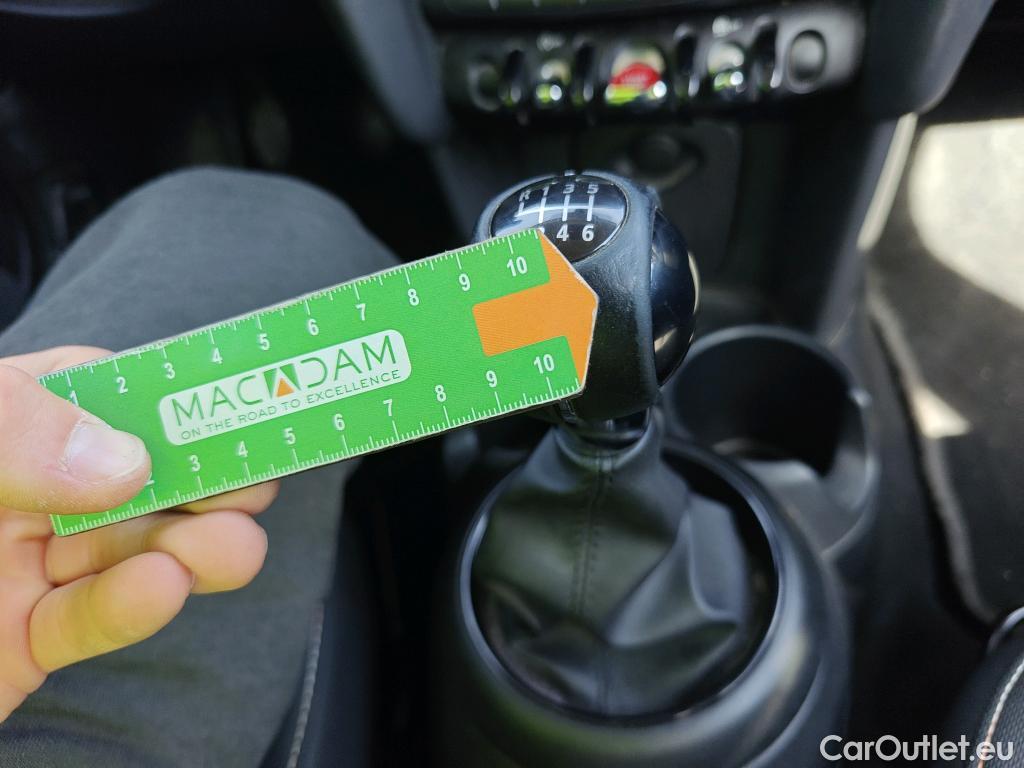 R 1 3 5
4 6
1 2 3 4 5 6 7 8 9 10
MACADAM
ON THE ROAD TO EXCELLENCE
3 4 5 6 7 8 9 10
CarOutlet.eu